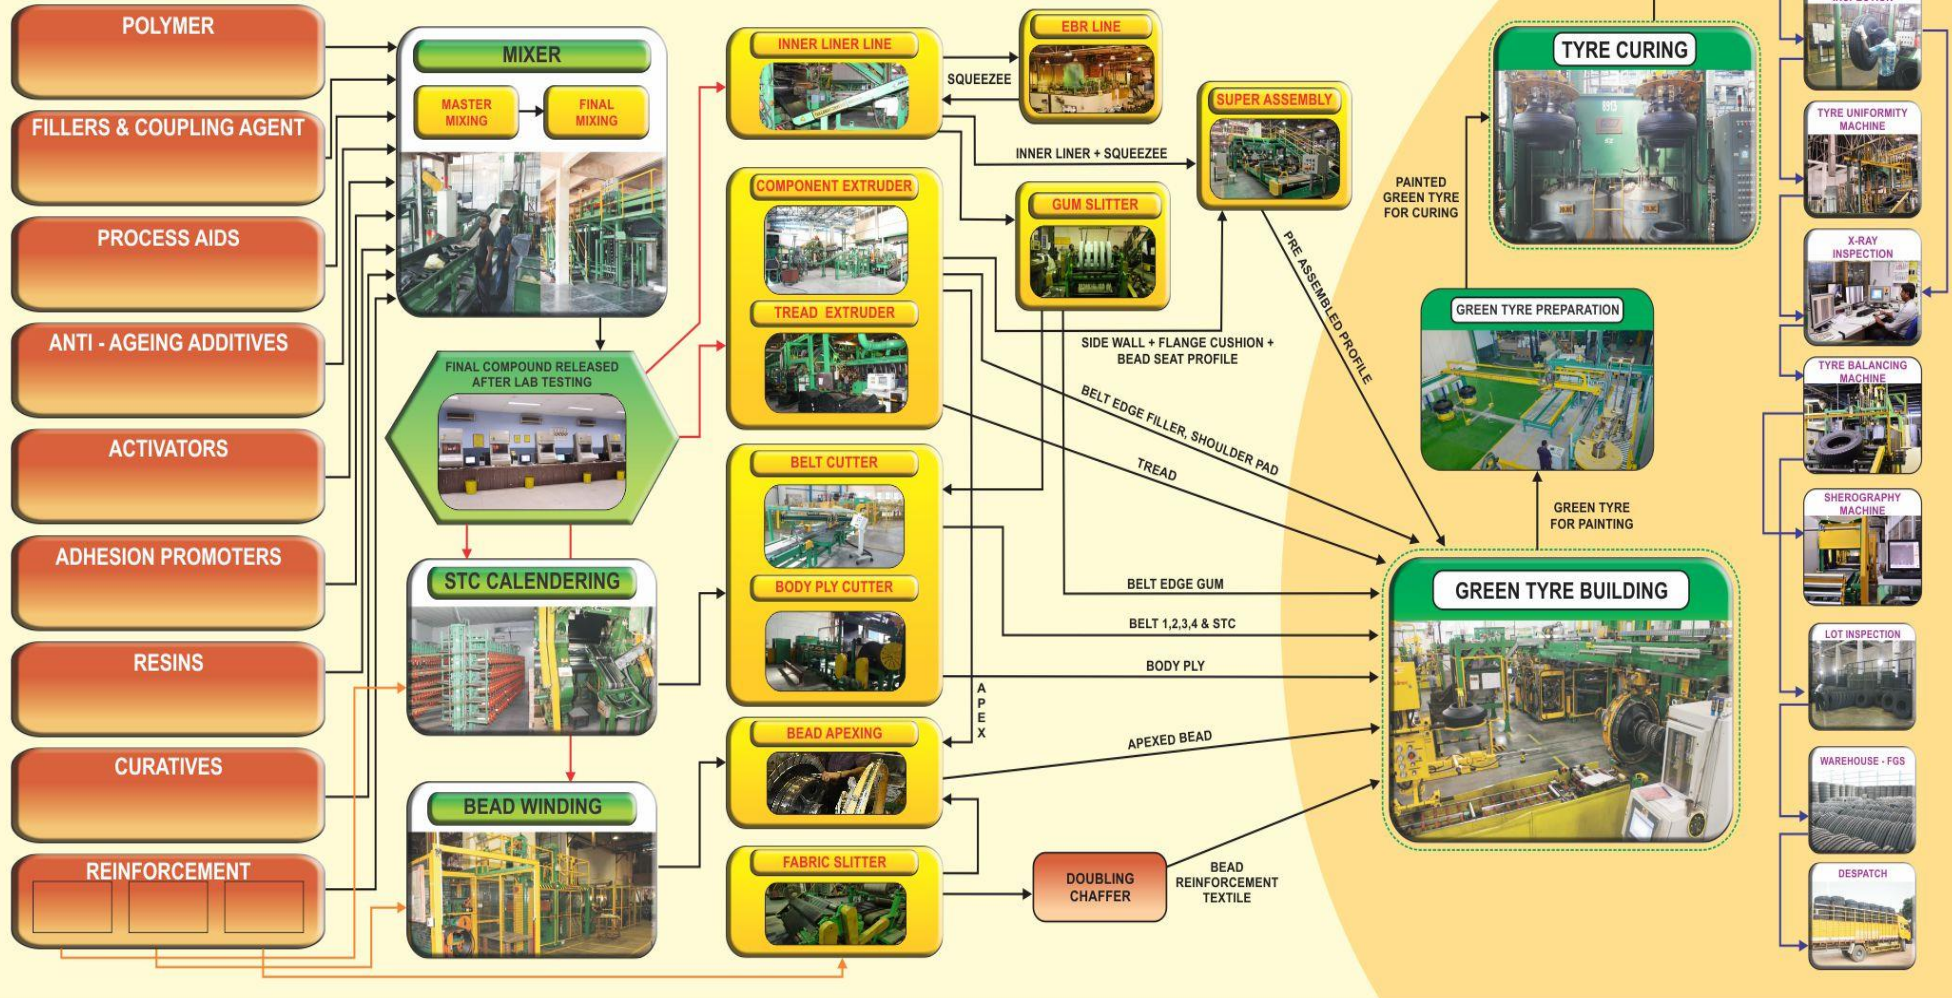 POLYMER
FILLERS & COUPLING AGENT
PROCESS AIDS
ANTI - AGEING ADDITIVES
ACTIVATORS
ADHESION PROMOTERS
RESINS
CURATIVES
REINFORCEMENT
MIXER
MASTER
MIXING
FINAL
MIXING
FINAL COMPOUND RELEASED
AFTER LAB TESTING
STC CALENDERING
BEAD WINDING
INNER LINER LINE
COMPONENT EXTRUDER
TREAD EXTRUDER
BELT CUTTER
BODY PLY CUTTER
BEAD APEXING
FABRIC SLITTER
EBR LINE
SQUEEZEE
INNER LINER + SQUEEZEE
GUM SLITTER
SUPER ASSEMBLY
SIDE WALL + FLANGE CUSHION +
BEAD SEAT PROFILE
PRE ASSEMBLED PROFILE
BELT EDGE FILLER, SHOULDER PAD
TREAD
BELT EDGE GUM
BELT 1,2,3,4 & STC
BODY PLY
APEX
APEXED BEAD
DOUBLING
CHAFFER
BEAD
REINFORCEMENT
TEXTILE
TYRE CURING
PAINTED
GREEN TYRE
FOR CURING
GREEN TYRE PREPARATION
GREEN TYRE
FOR PAINTING
GREEN TYRE BUILDING
INSPECTION
TYRE UNIFORMITY
MACHINE
X-RAY
INSPECTION
TYRE BALANCING
MACHINE
SHEROGRAPHY
MACHINE
LOT INSPECTION
WAREHOUSE - FGS
DESPATCH